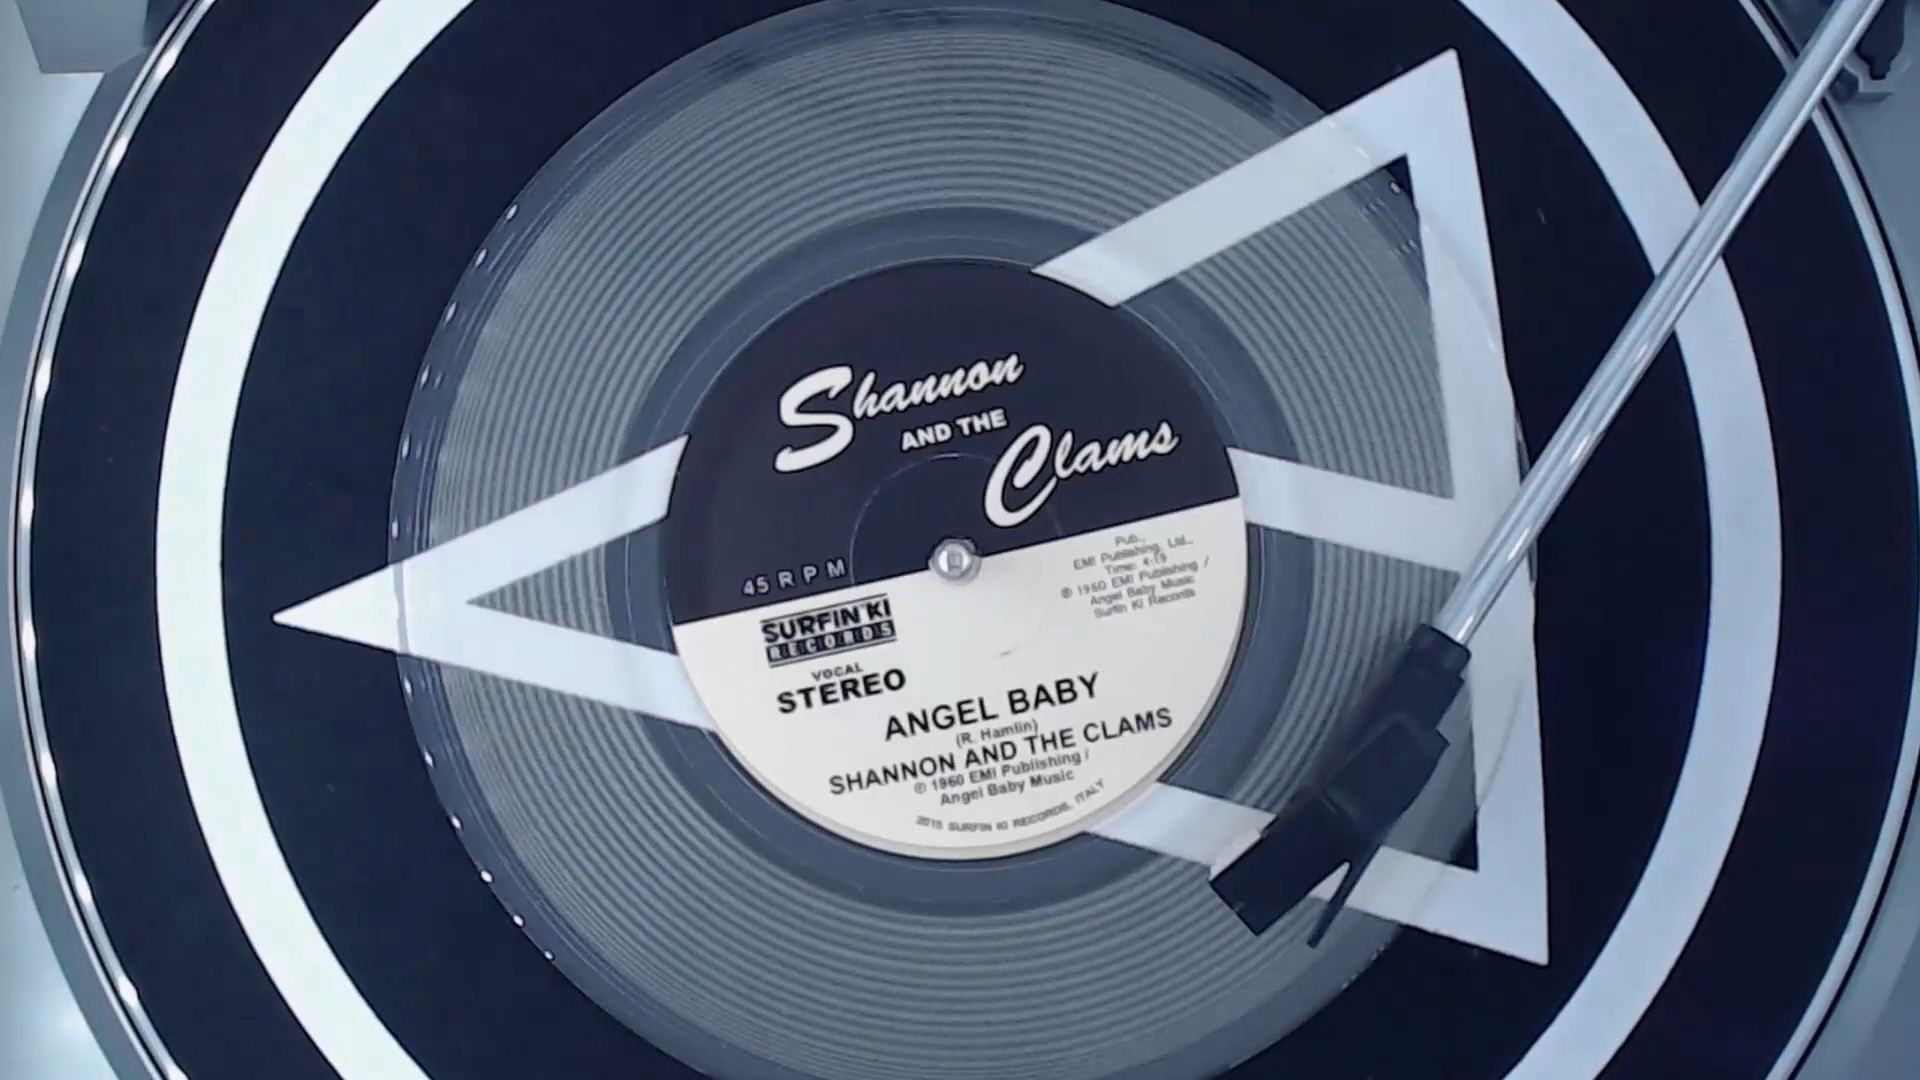 Shannon
AND THE
Clams
45 RPM
Pub.,
EMI Publishing, Ltd.,
Time: 4:19
℗ 1960 EMI Publishing /
Angel Baby Music
Surfin Ki Records
SURFIN' KI
RECORDS
VOCAL
STEREO
ANGEL BABY
(R. Hamlin)
SHANNON AND THE CLAMS
℗ 1960 EMI Publishing /
Angel Baby Music
2015 SURFIN KI RECORDS, ITALY